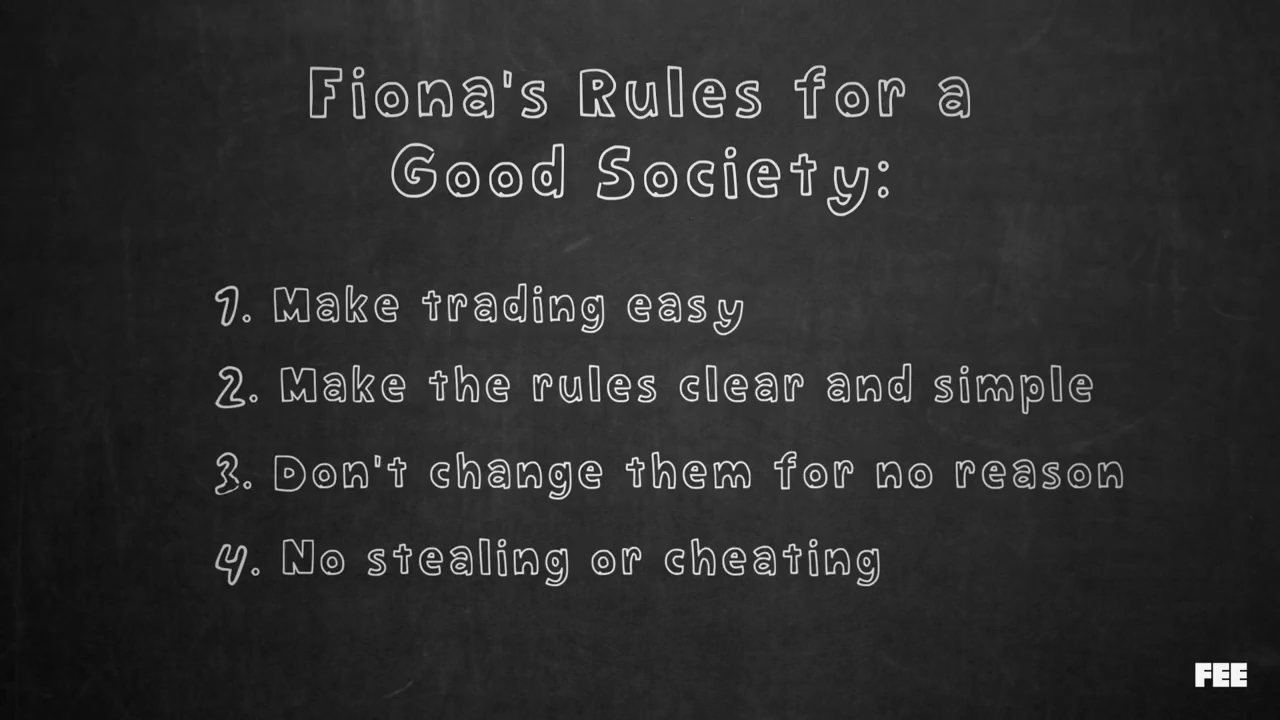 Fiona's Rules for a
Good Society:
1. Make trading easy
2. Make the rules clear and simple
3. Don't change them for no reason
4. No stealing or cheating
FEE